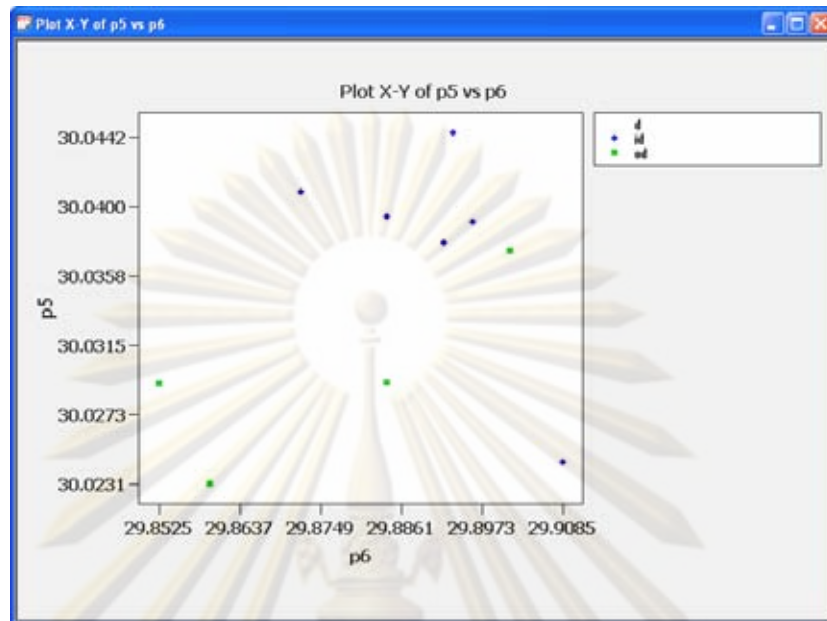 Plot X-Y of p5 vs p6
Plot X-Y of p5 vs p6
d
id
od
30.0442
30.0400
30.0358
30.0315
30.0273
30.0231
p5
29.8525 29.8637 29.8749 29.8861 29.8973 29.9085
p6